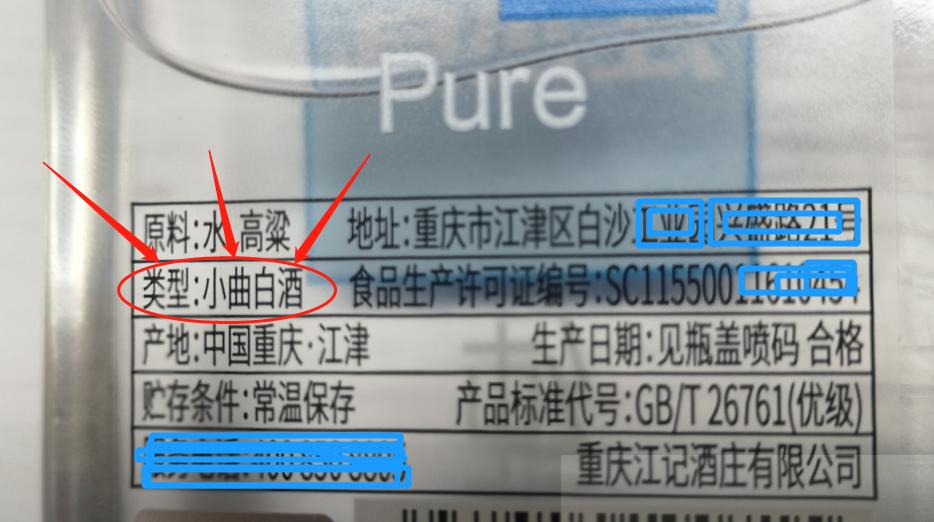 Pure
原料:水、高粱 地址:重庆市江津区白沙
类型:小曲白酒 食品生产许可证编号:SC1155001
产地:中国重庆·江津 生产日期:见瓶盖喷码 合格
贮存条件:常温保存 产品标准代号:GB/T 26761(优级)
重庆江记酒庄有限公司